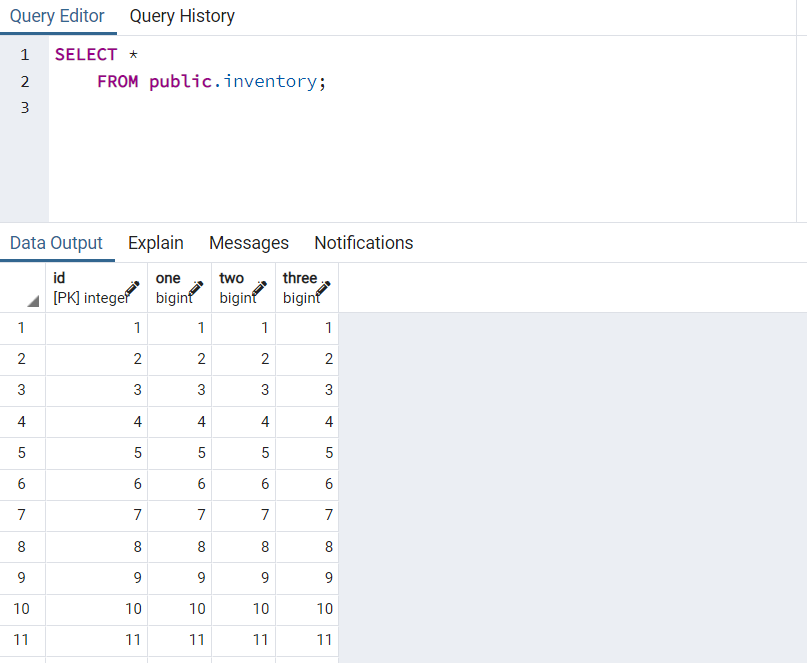 Query Editor Query History
1 SELECT *
2 FROM public.inventory;
3
Data Output Explain Messages Notifications
id one two three
[PK] integer bigint bigint bigint
1 1 1 1 1
2 2 2 2 2
3 3 3 3 3
4 4 4 4 4
5 5 5 5 5
6 6 6 6 6
7 7 7 7 7
8 8 8 8 8
9 9 9 9 9
10 10 10 10 10
11 11 11 11 11